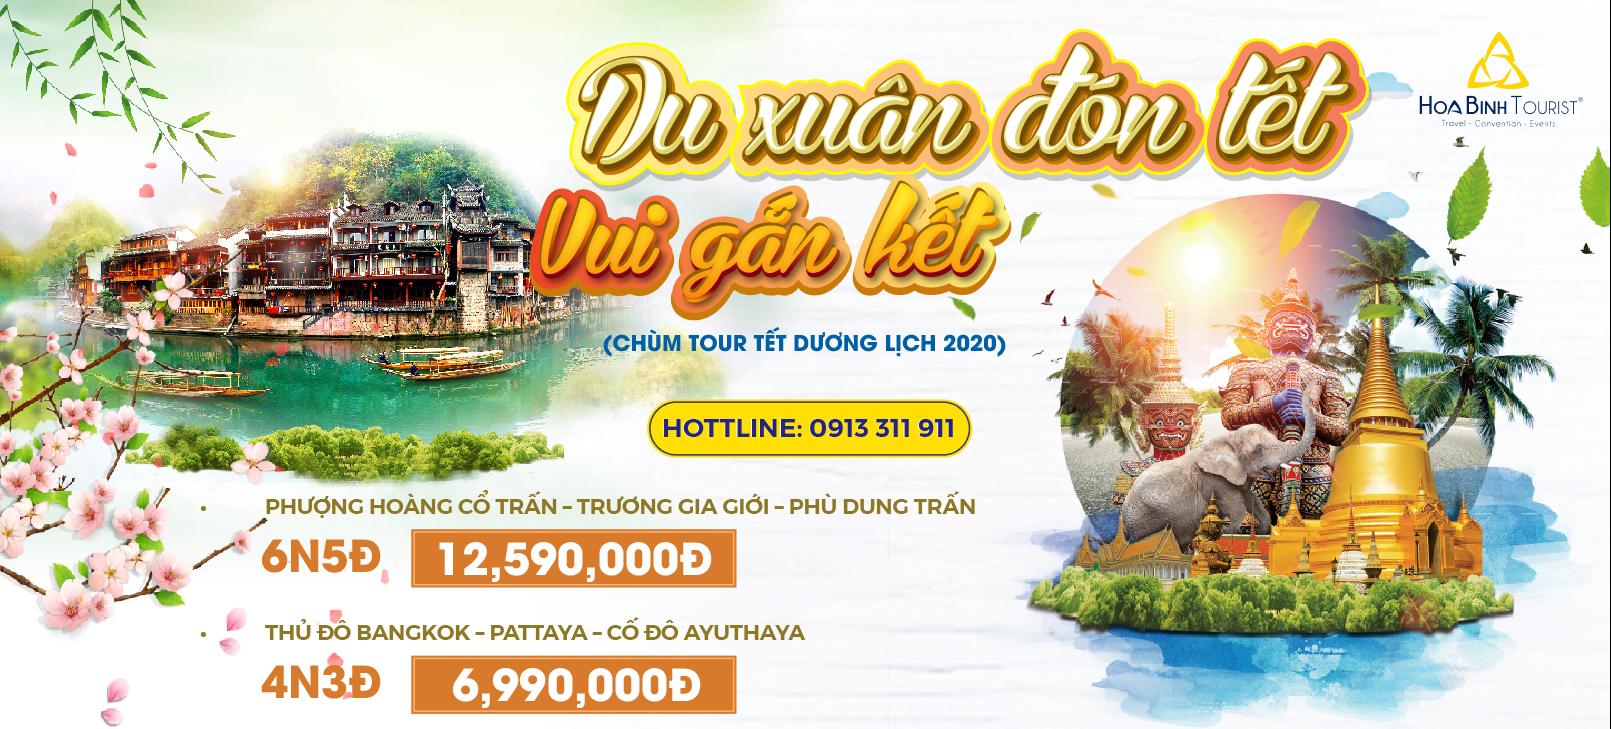 Du xuân đón tết
HOA BINH TOURIST®
Travel - Convention - Events
Vui gắn kết
(CHÙM TOUR TẾT DƯƠNG LỊCH 2020)
HOTTLINE: 0913 311 911
• PHƯỢNG HOÀNG CỔ TRẤN – TRƯƠNG GIA GIỚI – PHÙ DUNG TRẤN
6N5Đ 12,590,000Đ
• THỦ ĐÔ BANGKOK – PATTAYA – CỐ ĐÔ AYUTHAYA
4N3Đ 6,990,000Đ